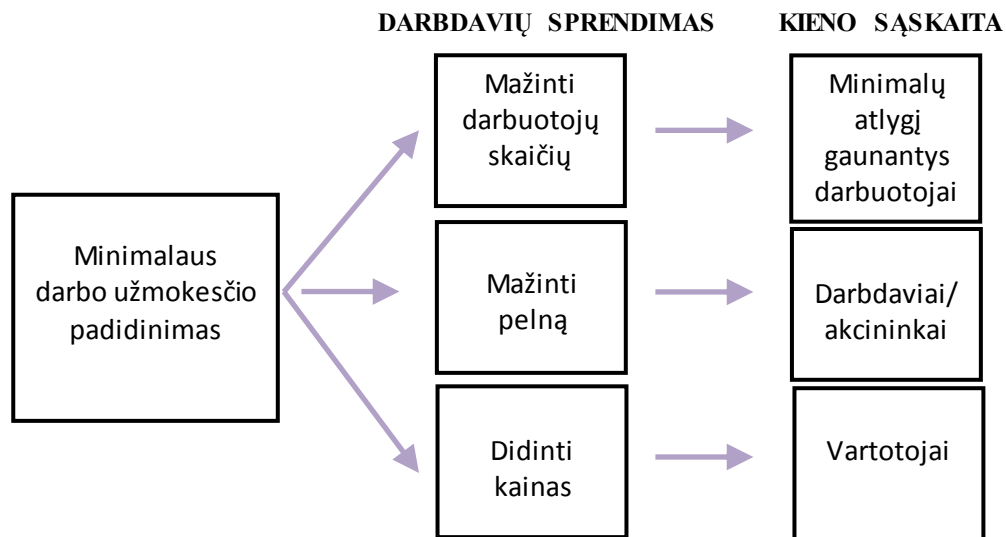 DARBDAVIŲ SPRENDIMAS
KIENO SĄSKAITA
Minimalaus
darbo užmokesčio
padidinimas
Mažinti
darbuotojų
skaičių
Minimalų
atlygį
gaunantys
darbuotojai
Mažinti
pelną
Darbdaviai/
akcininkai
Didinti
kainas
Vartotojai